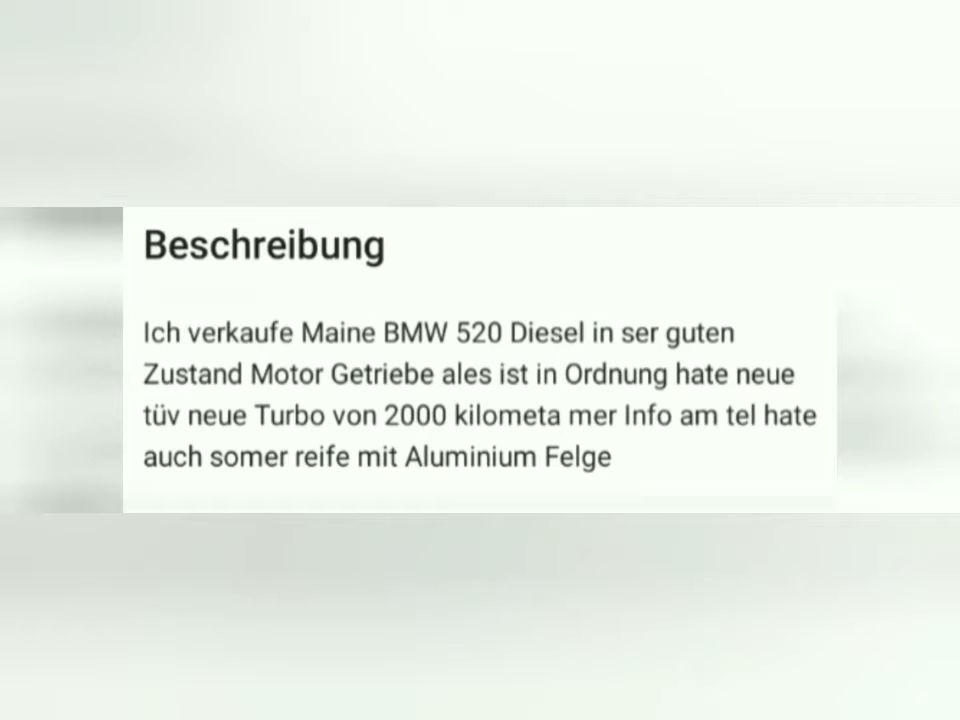 Beschreibung
Ich verkaufe Maine BMW 520 Diesel in ser guten
Zustand Motor Getriebe ales ist in Ordnung hate neue
tüv neue Turbo von 2000 kilometa mer Info am tel hate
auch somer reife mit Aluminium Felge